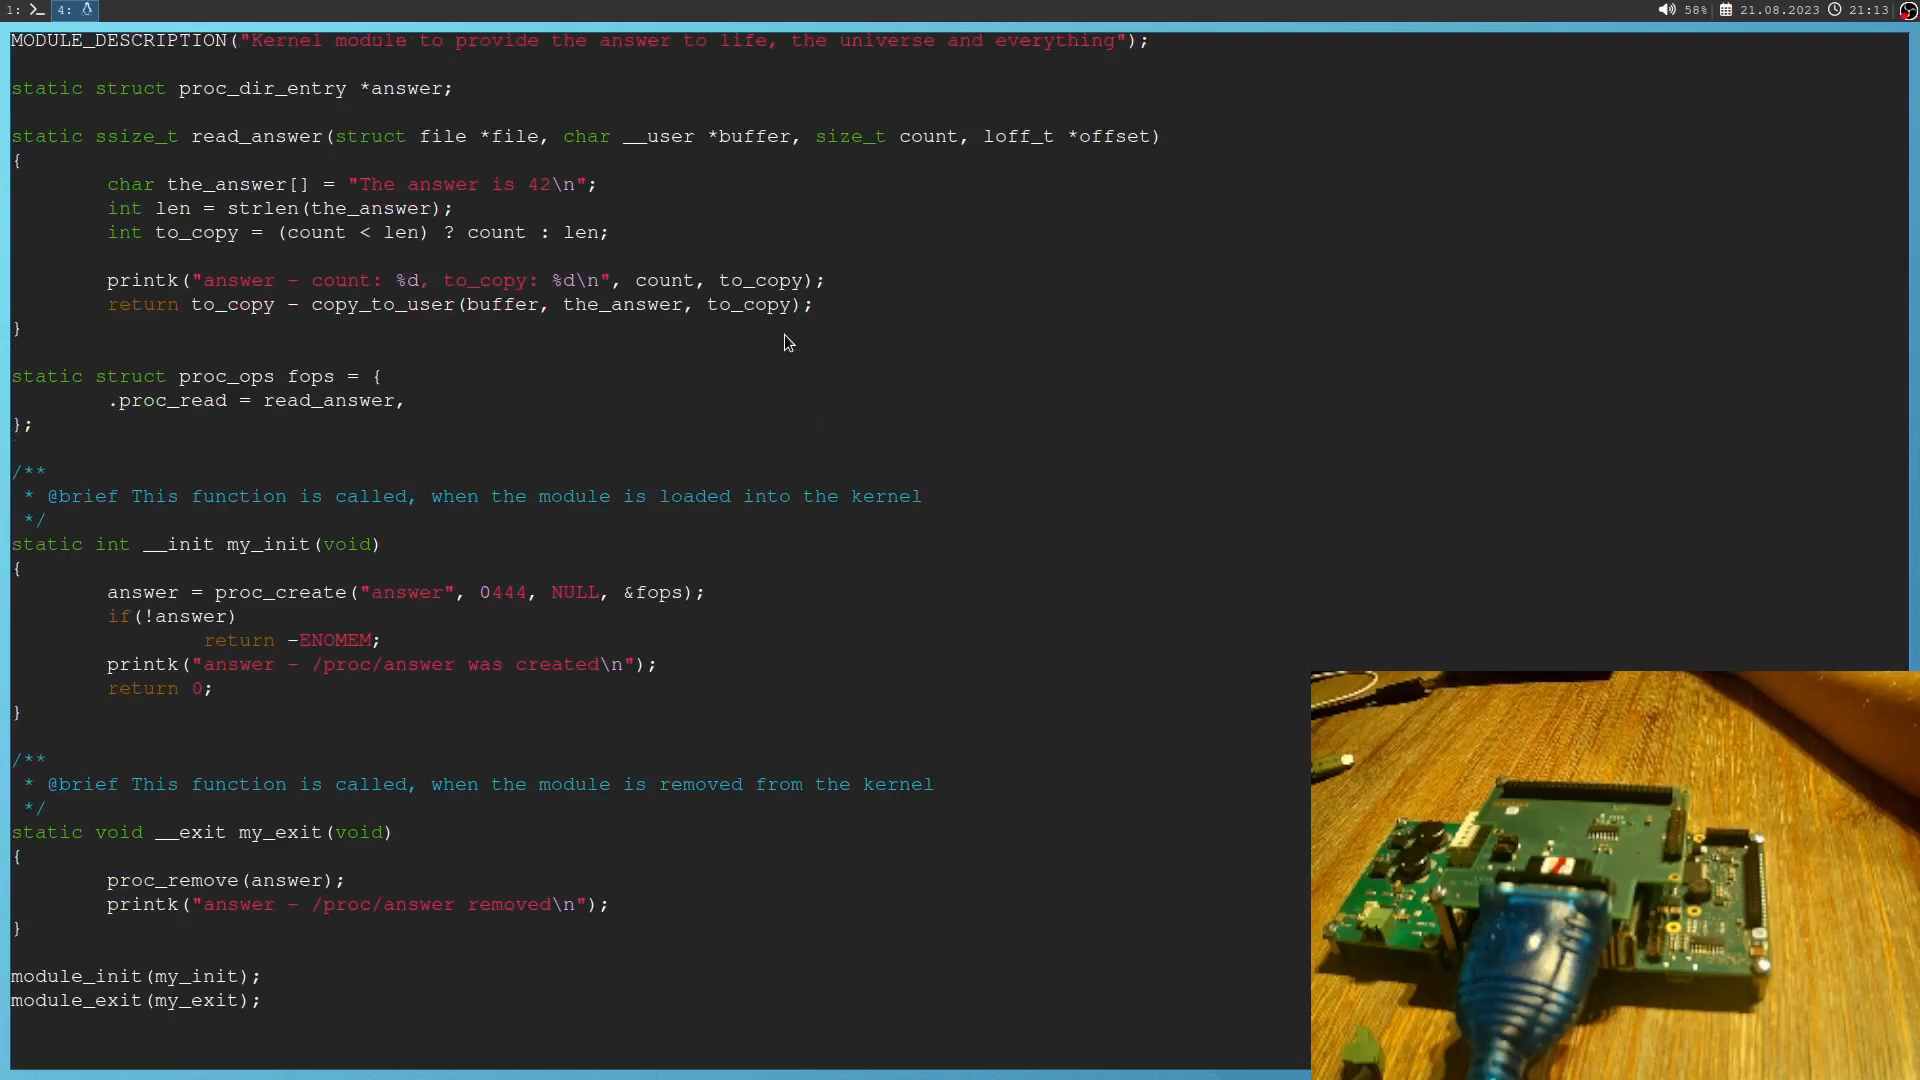 1: 4: 58% 21.08.2023 21:13
MODULE_DESCRIPTION("Kernel module to provide the answer to life, the universe and everything");
static struct proc_dir_entry *answer;
static ssize_t read_answer(struct file *file, char __user *buffer, size_t count, loff_t *offset)
{
char the_answer[] = "The answer is 42\n";
int len = strlen(the_answer);
int to_copy = (count < len) ? count : len;
printk("answer - count: %d, to_copy: %d\n", count, to_copy);
return to_copy - copy_to_user(buffer, the_answer, to_copy);
}
static struct proc_ops fops = {
.proc_read = read_answer,
};
/**
* @brief This function is called, when the module is loaded into the kernel
*/
static int __init my_init(void)
{
answer = proc_create("answer", 0444, NULL, &fops);
if(!answer)
return -ENOMEM;
printk("answer - /proc/answer was created\n");
return 0;
}
/**
* @brief This function is called, when the module is removed from the kernel
*/
static void __exit my_exit(void)
{
proc_remove(answer);
printk("answer - /proc/answer removed\n");
}
module_init(my_init);
module_exit(my_exit);